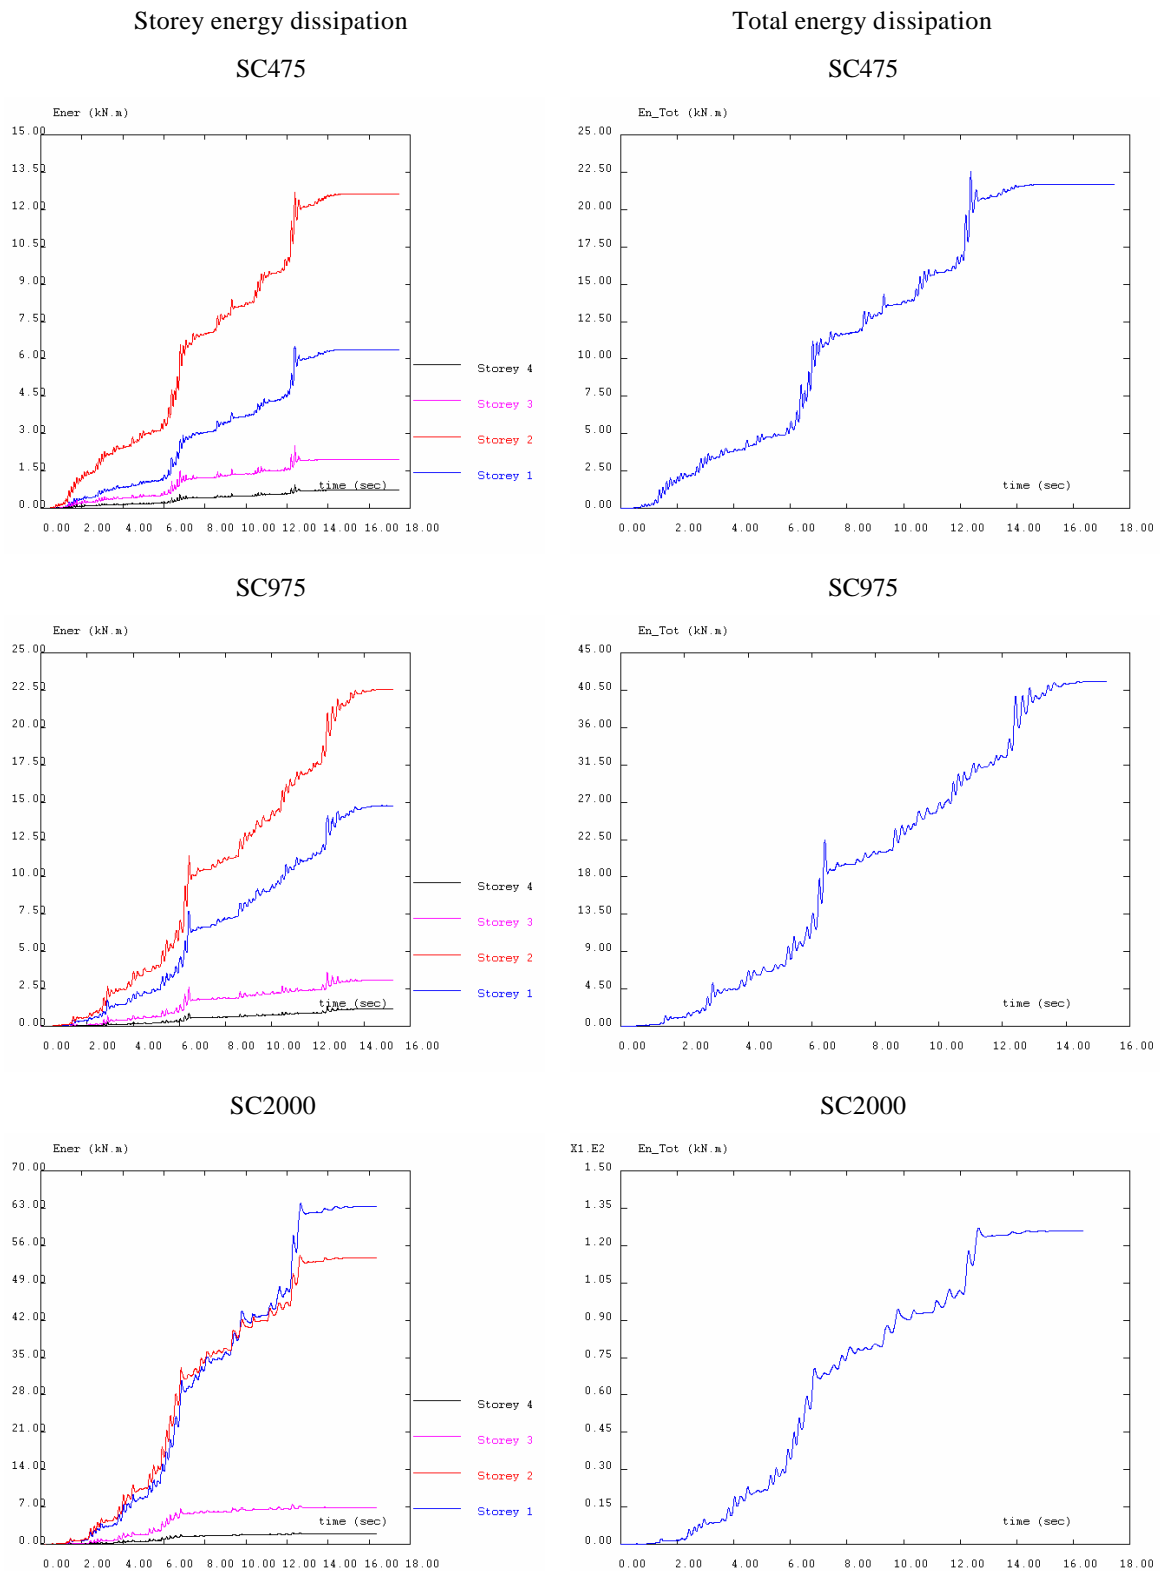 Storey energy dissipation Total energy dissipation
SC475 SC475
Ener (kN.m) En_Tot (kN.m)
15.00 25.00
13.50 22.50
12.00 20.00
10.50 17.50
9.00 15.00
7.50 12.50
6.00 10.00
Storey 4
4.50 7.50
Storey 3
3.00 5.00
Storey 2
1.50 2.50
Storey 1
time (sec) time (sec)
0.00 0.00
0.00 2.00 4.00 6.00 8.00 10.00 12.00 14.00 16.00 18.00 0.00 2.00 4.00 6.00 8.00 10.00 12.00 14.00 16.00 18.00
SC975 SC975
Ener (kN.m) En_Tot (kN.m)
25.00 45.00
22.50 40.50
20.00 36.00
17.50 31.50
15.00 27.00
12.50 22.50
10.00 18.00
Storey 4
7.50 13.50
Storey 3
5.00 9.00
Storey 2
2.50 4.50
Storey 1
time (sec) time (sec)
0.00 0.00
0.00 2.00 4.00 6.00 8.00 10.00 12.00 14.00 16.00 0.00 2.00 4.00 6.00 8.00 10.00 12.00 14.00 16.00
SC2000 SC2000
Ener (kN.m) X1.E2 En_Tot (kN.m)
70.00 1.50
63.00 1.35
56.00 1.20
49.00 1.05
42.00 0.90
35.00 0.75
28.00 0.60
Storey 4
21.00 0.45
Storey 3
14.00 0.30
Storey 2
7.00 0.15
Storey 1
time (sec) time (sec)
0.00 0.00
0.00 2.00 4.00 6.00 8.00 10.00 12.00 14.00 16.00 18.00 0.00 2.00 4.00 6.00 8.00 10.00 12.00 14.00 16.00 18.00